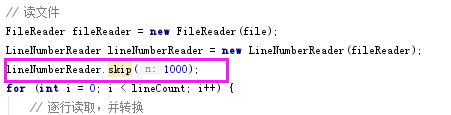 // 读文件
FileReader fileReader = new FileReader(file);
LineNumberReader lineNumberReader = new LineNumberReader(fileReader);
lineNumberReader.skip( n: 1000);
for (int i = 0; i < lineCount; i++) {
// 逐行读取，并转换